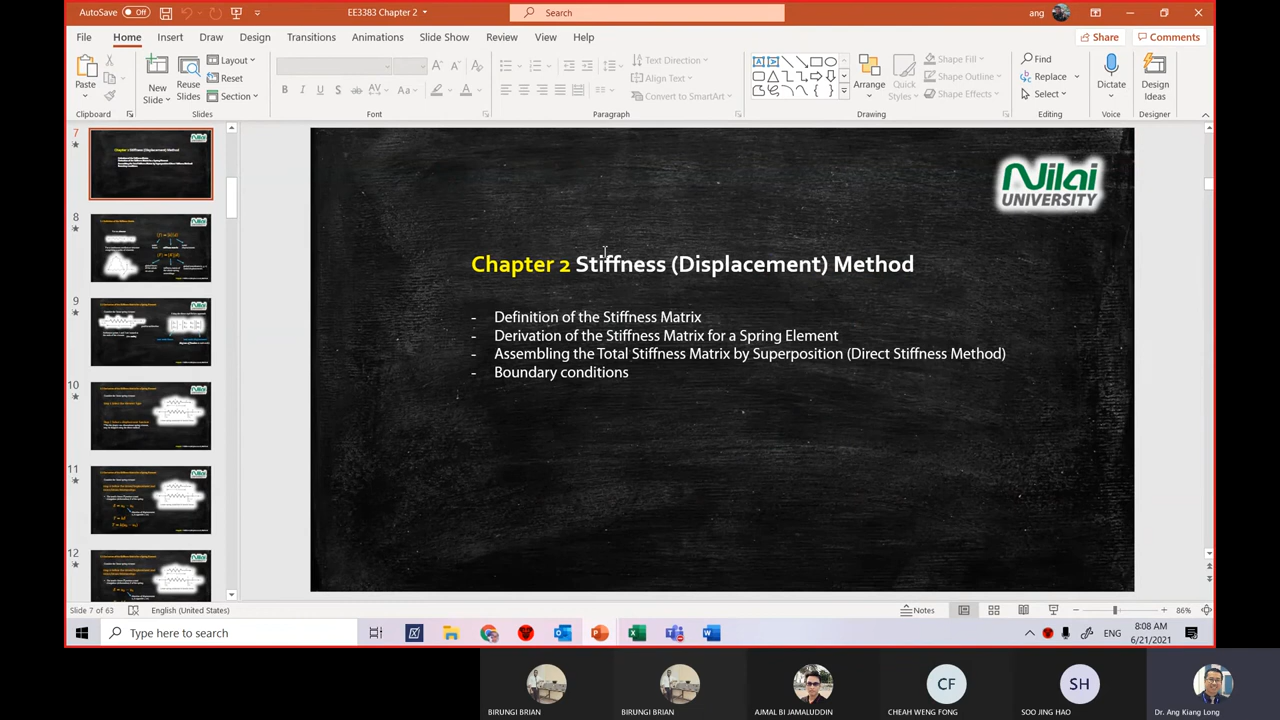 AutoSave Off
EE3383 Chapter 2
Search
ang
File Home Insert Draw Design Transitions Animations Slide Show Review View Help
Share Comments
Paste
New Slide
Reuse Slides
Layout
Reset
Section
Text Direction
Align Text
Convert to SmartArt
Arrange
Quick Styles
Shape Fill
Shape Outline
Shape Effects
Find
Replace
Select
Dictate
Design Ideas
Clipboard Slides Font Paragraph Drawing Editing Voice Designer
7
8
9
10
11
12
Nilai
UNIVERSITY
Chapter 2 Stiffness (Displacement) Method
- Definition of the Stiffness Matrix
Derivation of the Stiffness Matrix for a Spring Element
- Assembling the Total Stiffness Matrix by Superposition (Direct Stiffness Method)
- Boundary conditions
Slide 7 of 63 English (United States) Notes 86%
Type here to search
ENG
8:08 AM
6/21/2021
CF
SH
BIRUNGI BRIAN
BIRUNGI BRIAN
AJMAL BI JAMALUDDIN
CHEAH WENG FONG
SOO JING HAO
Dr. Ang Kiang Long